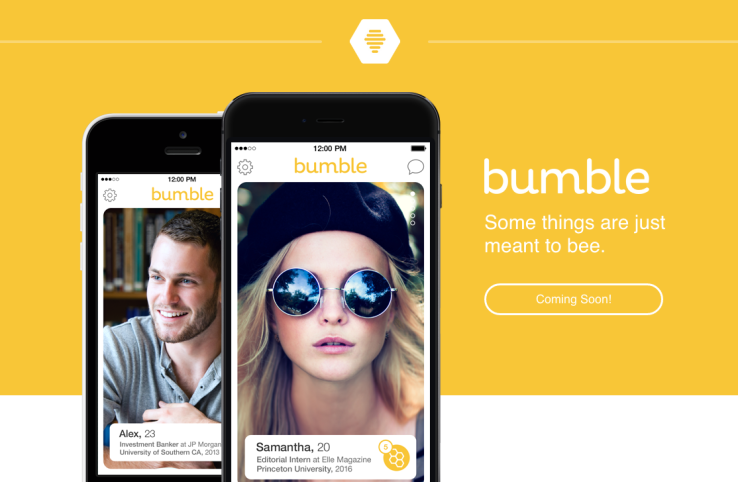 12:00 PM
bumble
Alex, 23
Investment Banker at JP Morgan
University of Southern CA, 2013
12:00 PM
bumble
Samantha, 20
Editorial Intern at Elle Magazine
Princeton University, 2016
5
bumble
Some things are just
meant to bee.
Coming Soon!